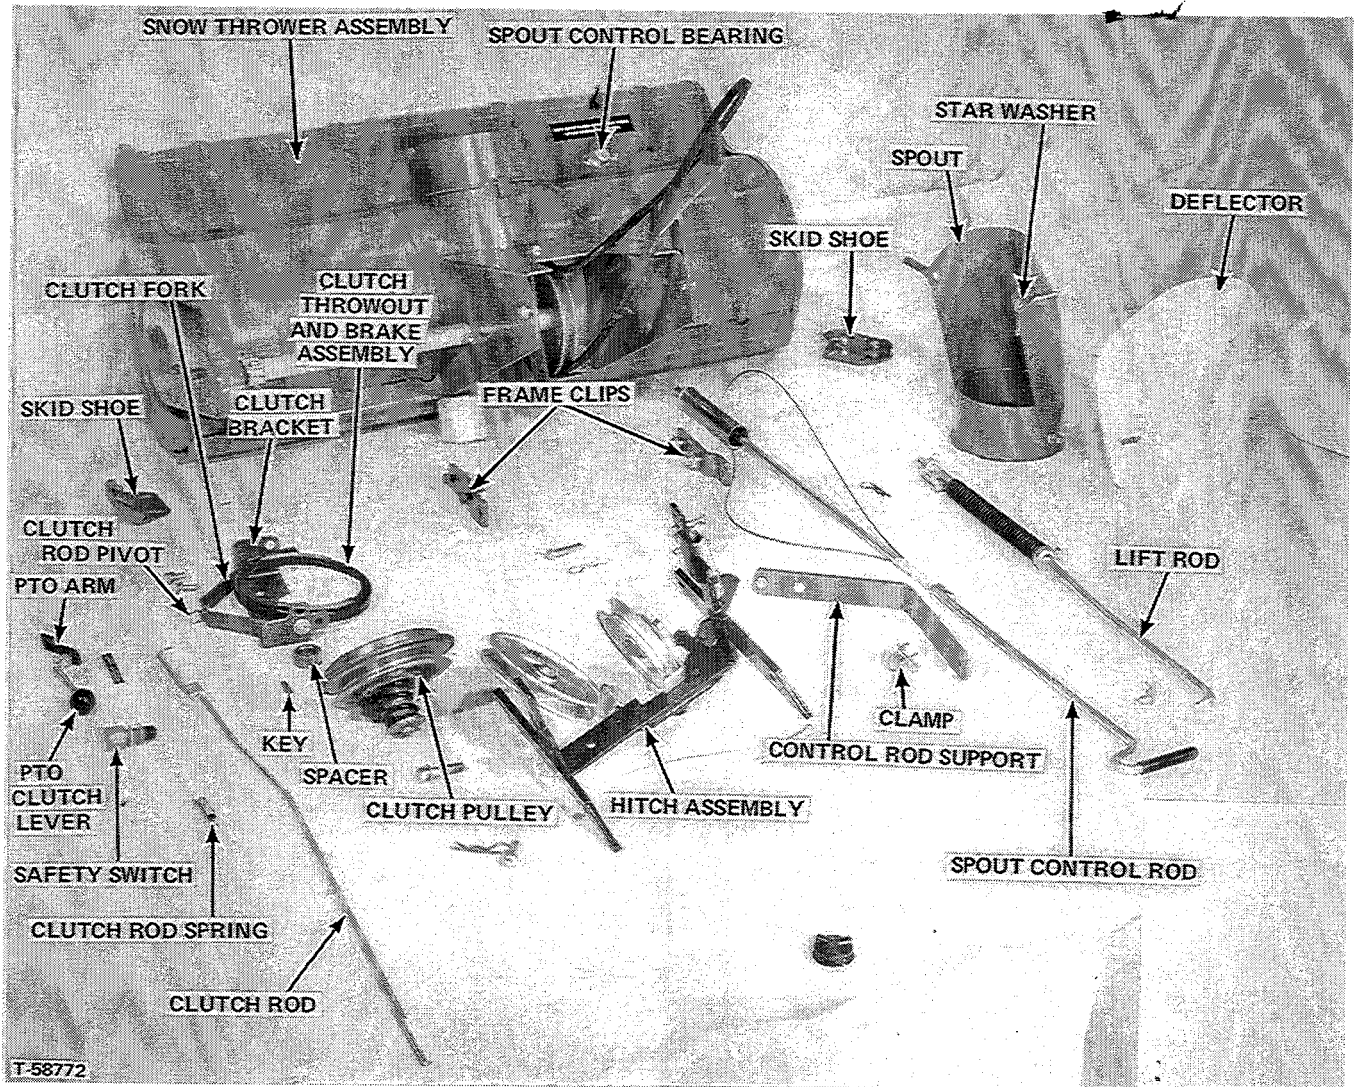 SNOW THROWER ASSEMBLY
SPOUT CONTROL BEARING
STAR WASHER
SPOUT
DEFLECTOR
SKID SHOE
CLUTCH FORK
CLUTCH
THROWOUT
AND BRAKE
ASSEMBLY
FRAME CLIPS
SKID SHOE
CLUTCH
BRACKET
CLUTCH
ROD PIVOT
PTO ARM
LIFT ROD
CLAMP
KEY
SPACER
CONTROL ROD SUPPORT
PTO
CLUTCH
LEVER
CLUTCH PULLEY
HITCH ASSEMBLY
SAFETY SWITCH
SPOUT CONTROL ROD
CLUTCH ROD SPRING
CLUTCH ROD
T-58772